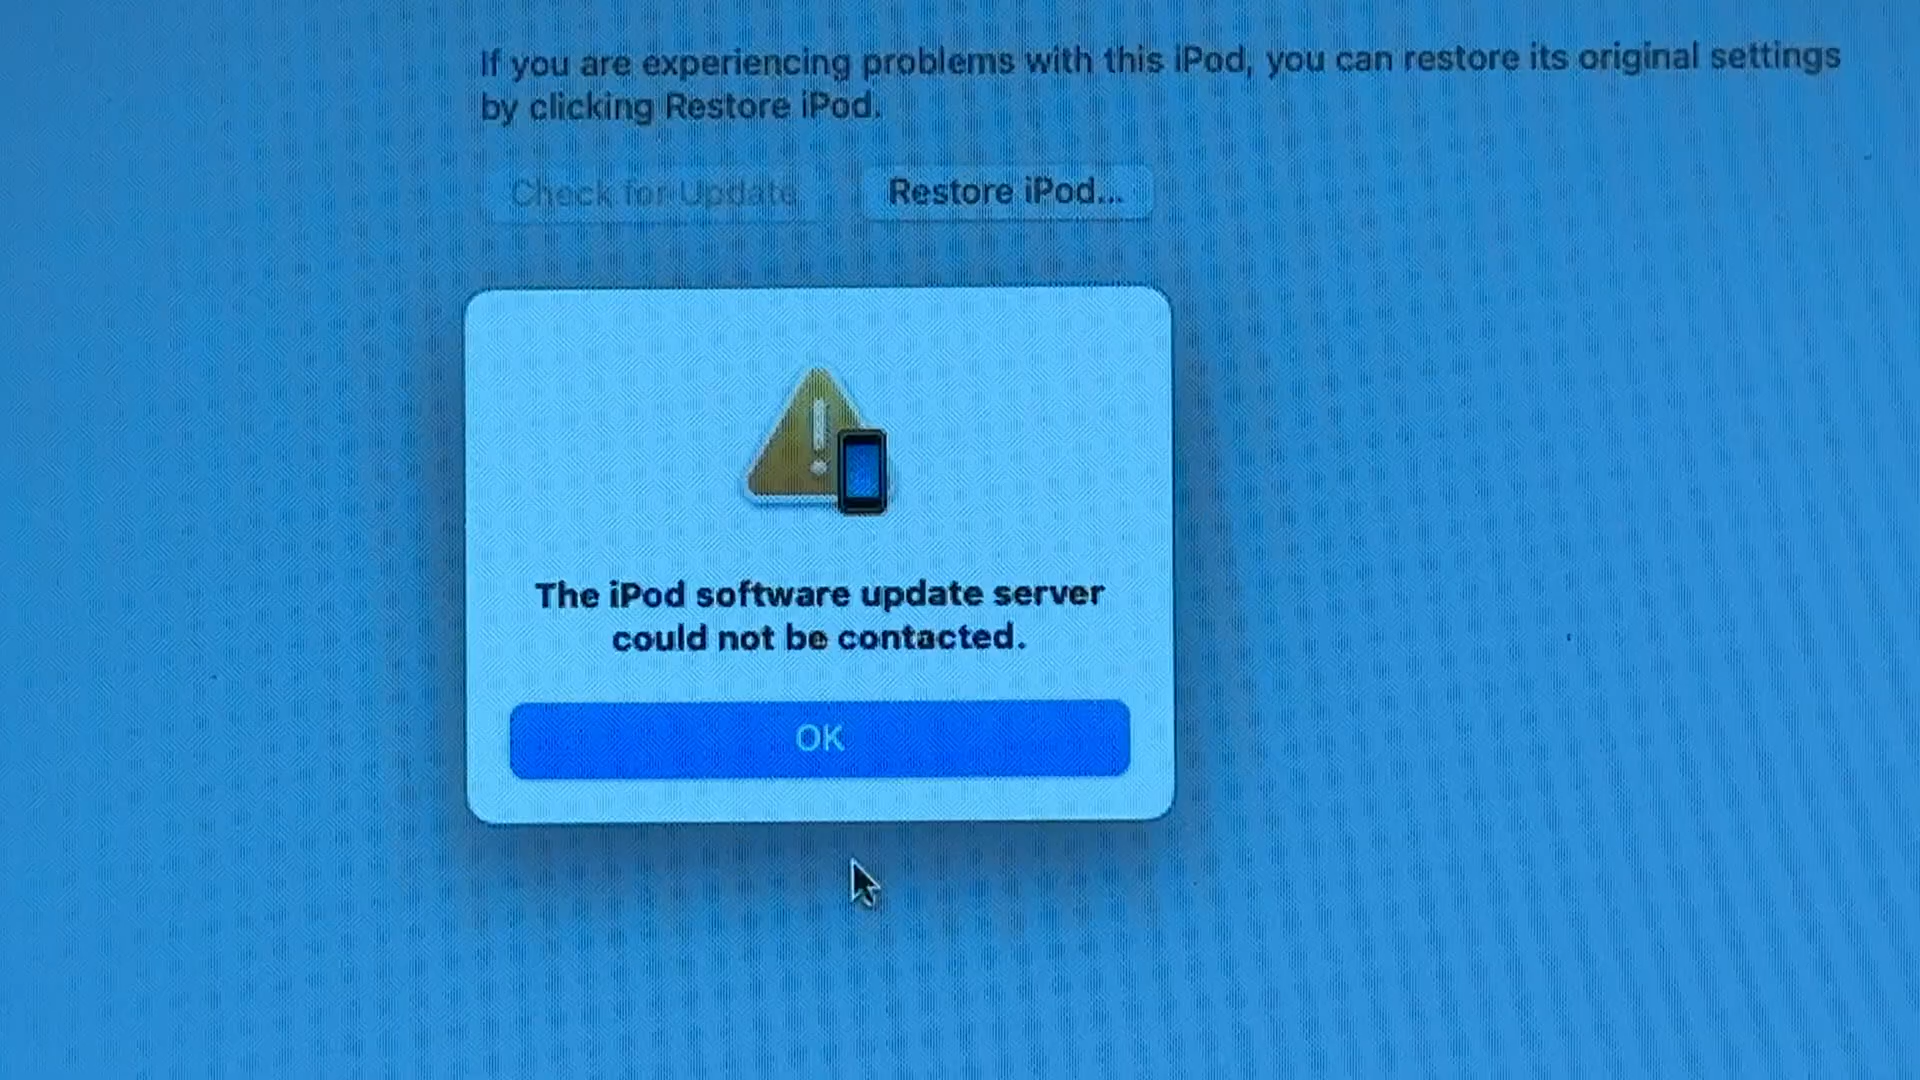 If you are experiencing problems with this iPod, you can restore its original settings
by clicking Restore iPod.
Check for Update
Restore iPod...
The iPod software update server
could not be contacted.
OK